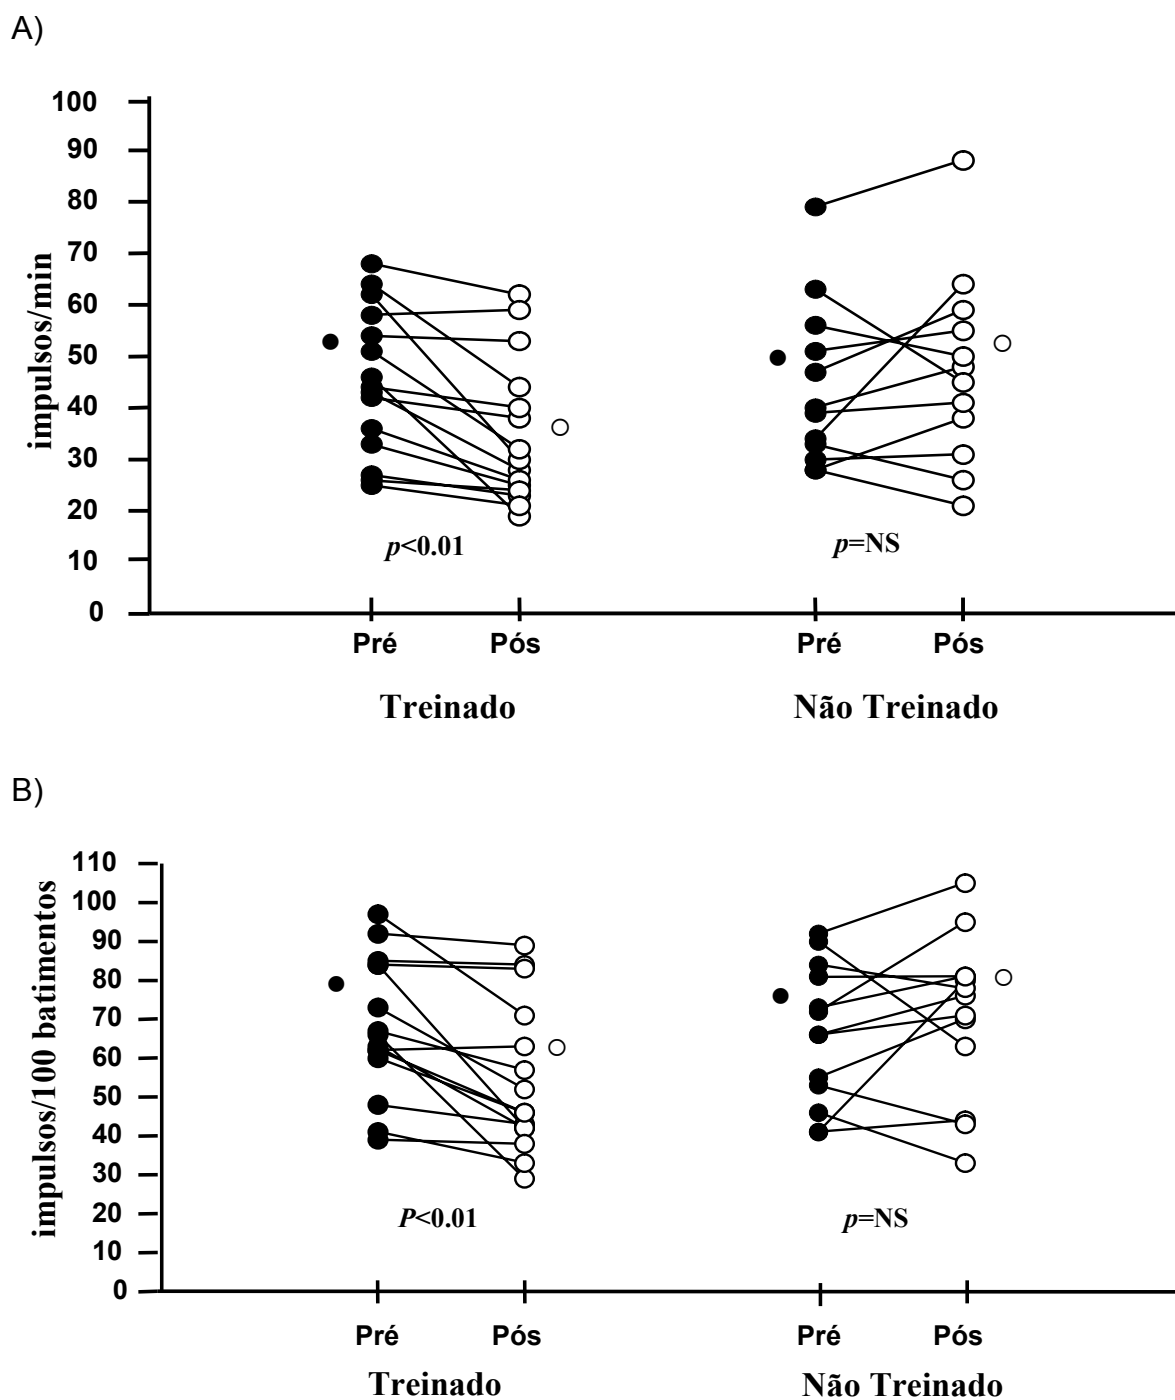 A)
impulsos/min
100
90
80
70
60
50
40
30
20
10
0
p<0.01
p=NS
Pré Pós Pré Pós
Treinado Não Treinado
B)
impulsos/100 batimentos
110
100
90
80
70
60
50
40
30
20
10
0
P<0.01
p=NS
Pré Pós Pré Pós
Treinado Não Treinado